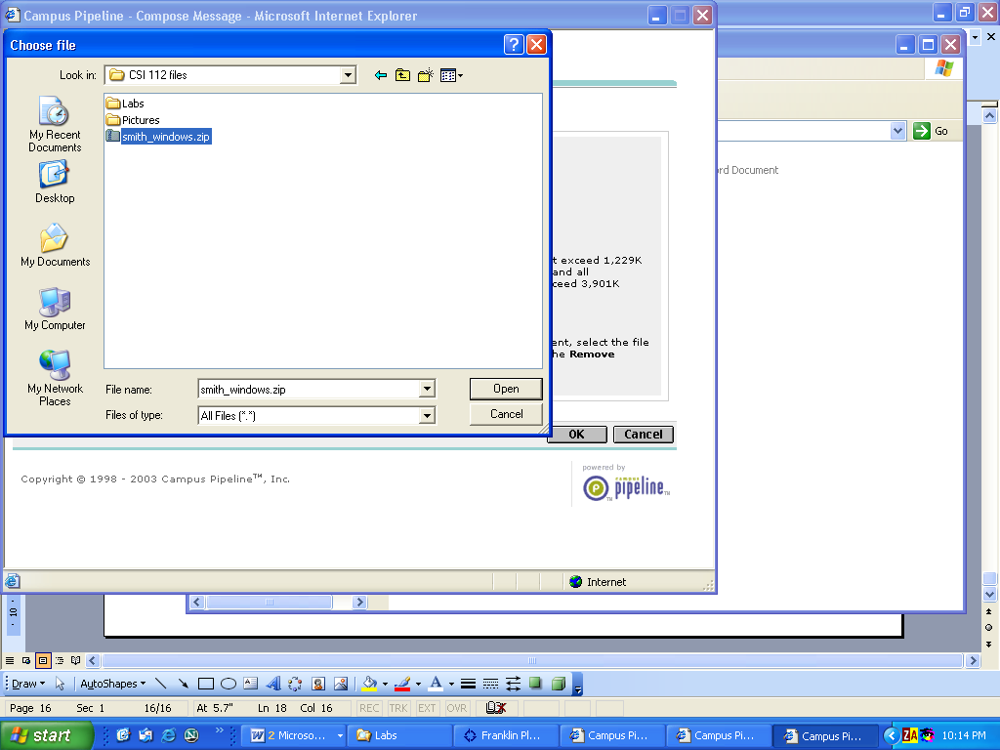 Campus Pipeline - Compose Message - Microsoft Internet Explorer
Choose file
Look in:
CSI 112 files
My Recent
Documents
Desktop
My Documents
My Computer
My Network
Places
Labs
Pictures
smith_windows.zip
File name:
smith_windows.zip
Open
Files of type:
All Files (*.*)
Cancel
Go
rd Document
t exceed 1,229K
and all
ceed 3,901K
ent, select the file
he Remove
OK
Cancel
Copyright © 1998 - 2003 Campus Pipeline™, Inc.
powered by
campus
pipeline™
Internet
10
Draw
AutoShapes
Page 16
Sec 1
16/16
At 5.7"
Ln 18
Col 16
REC
TRK
EXT
OVR
start
2 Microso...
Labs
Franklin Pl...
Campus Pi...
Campus Pi...
Campus Pi...
ZA
10:14 PM